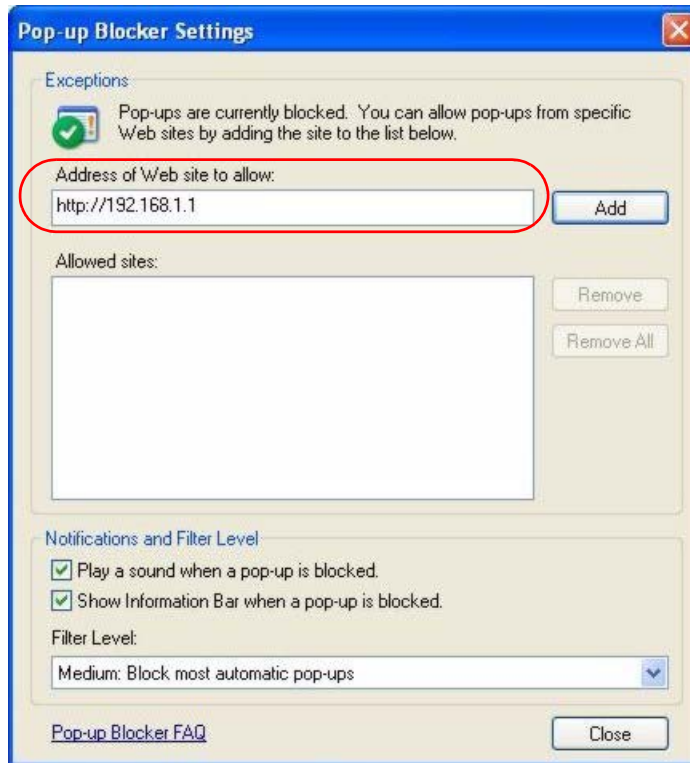 Pop-up Blocker Settings
Exceptions
Pop-ups are currently blocked. You can allow pop-ups from specific
Web sites by adding the site to the list below.
Address of Web site to allow:
http://192.168.1.1
Add
Allowed sites:
Remove
Remove All
Notifications and Filter Level
Play a sound when a pop-up is blocked.
Show Information Bar when a pop-up is blocked.
Filter Level:
Medium: Block most automatic pop-ups
Pop-up Blocker FAQ
Close